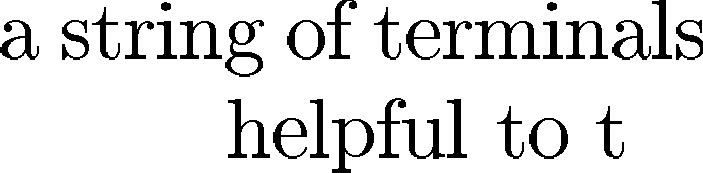 a string of terminals
helpful to t